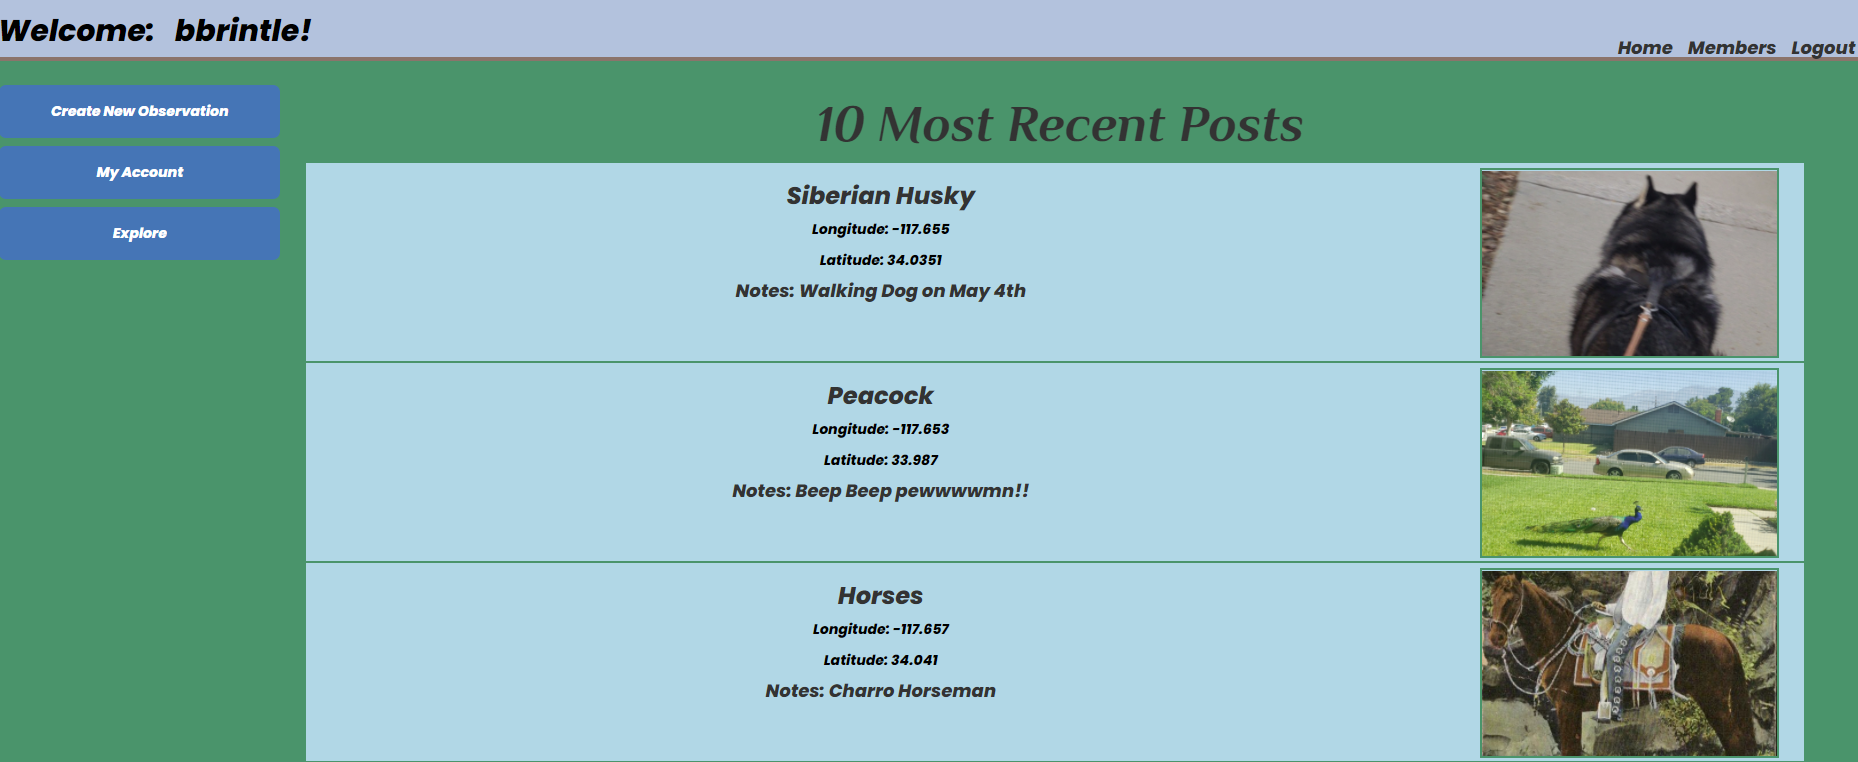 Welcome: bbrintle!
Home Members Logout
Create New Observation
My Account
Explore
10 Most Recent Posts
Siberian Husky
Longitude: -117.655
Latitude: 34.0351
Notes: Walking Dog on May 4th
Peacock
Longitude: -117.653
Latitude: 33.987
Notes: Beep Beep pewwwwmn!!
Horses
Longitude: -117.657
Latitude: 34.041
Notes: Charro Horseman